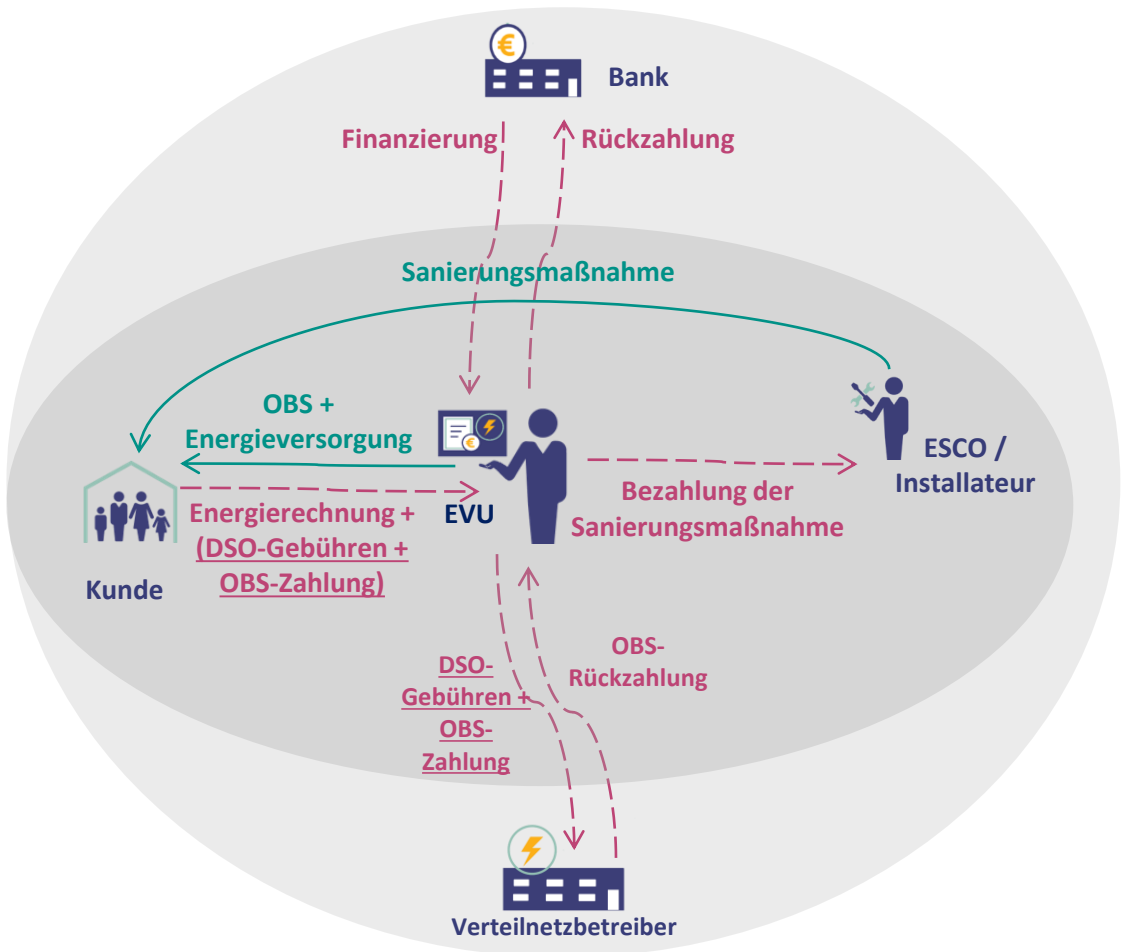 Bank
Finanzierung
Rückzahlung
Sanierungsmaßnahme
OBS +
Energieversorgung
ESCO /
Installateur
EVU
Energierechnung +
(DSO-Gebühren +
OBS-Zahlung)
Kunde
Bezahlung der
Sanierungsmaßnahme
DSO-
Gebühren +
OBS-
Zahlung
OBS-
Rückzahlung
Verteilnetzbetreiber